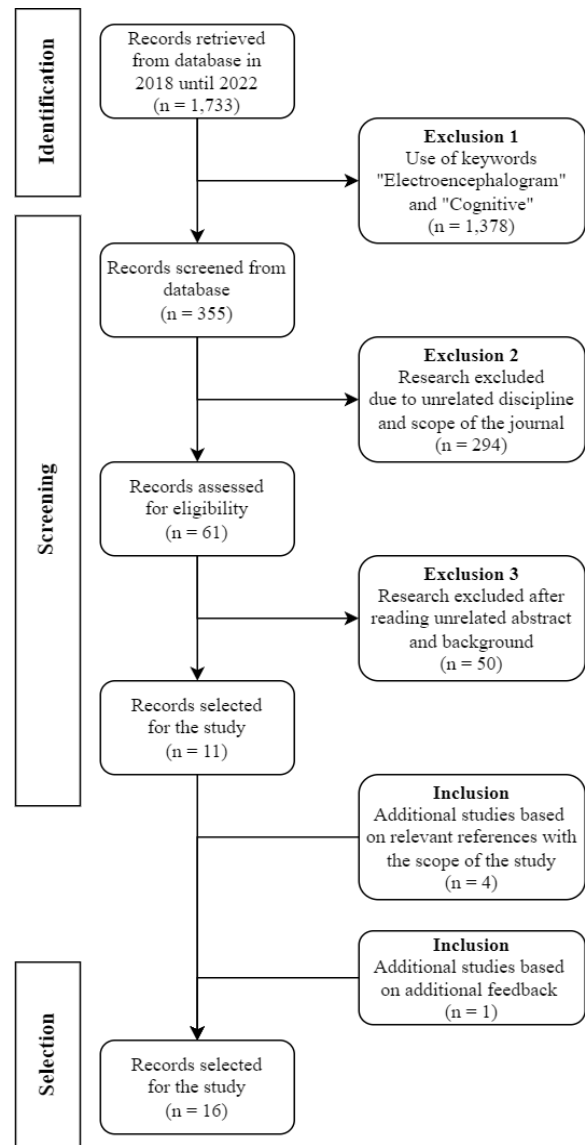 Identification
Records retrieved
from database in
2018 until 2022
(n = 1,733)
Exclusion 1
Use of keywords
"Electroencephalogram"
and "Cognitive"
(n = 1,378)
Screening
Records screened from
database
(n = 355)
Exclusion 2
Research excluded
due to unrelated discipline
and scope of the journal
(n = 294)
Records assessed
for eligibility
(n = 61)
Exclusion 3
Research excluded after
reading unrelated abstract
and background
(n = 50)
Records selected
for the study
(n = 11)
Inclusion
Additional studies based
on relevant references with
the scope of the study
(n = 4)
Inclusion
Additional studies based
on additional feedback
(n = 1)
Selection
Records selected
for the study
(n = 16)